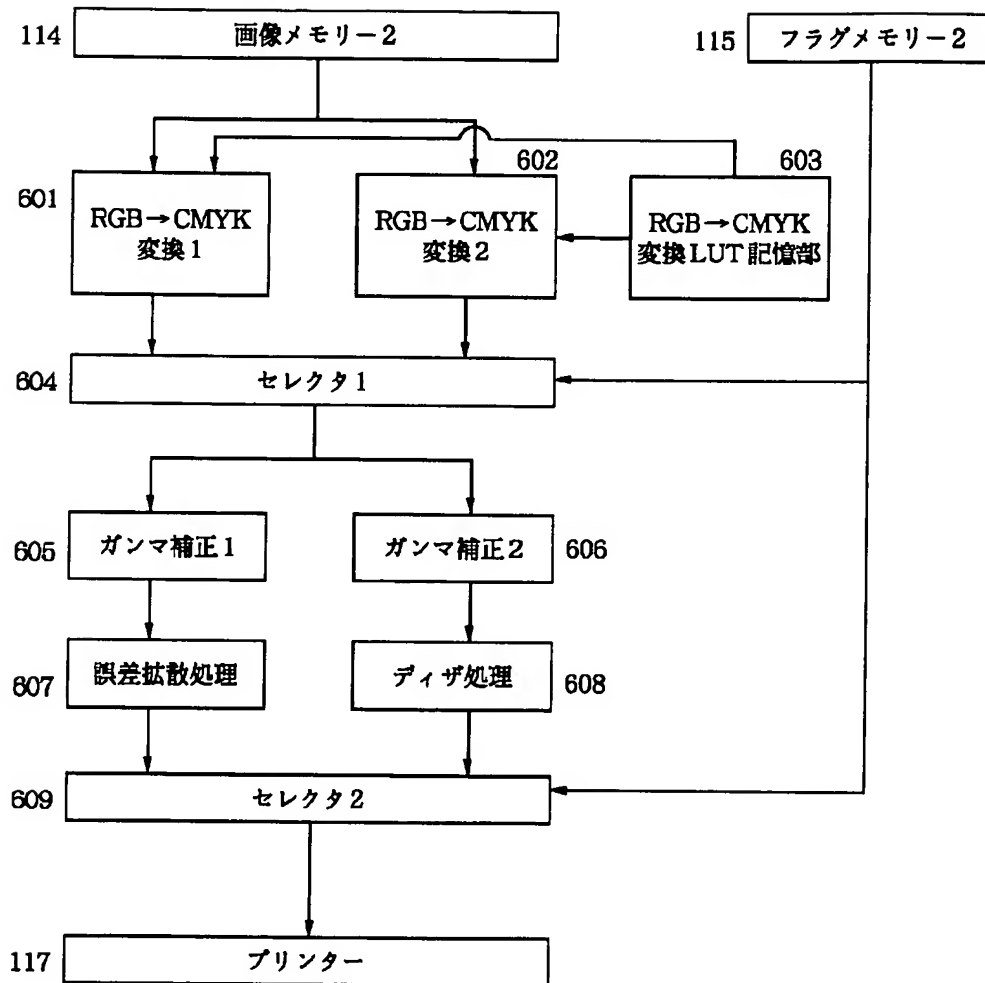 114
画像メモリー2
115
フラグメモリー2
601
RGB→CMYK
変換1
602
RGB→CMYK
変換2
603
RGB→CMYK
変換LUT記憶部
604
セレクタ1
605
ガンマ補正1
ガンマ補正2
606
607
誤差拡散処理
ディザ処理
608
609
セレクタ2
117
プリンター